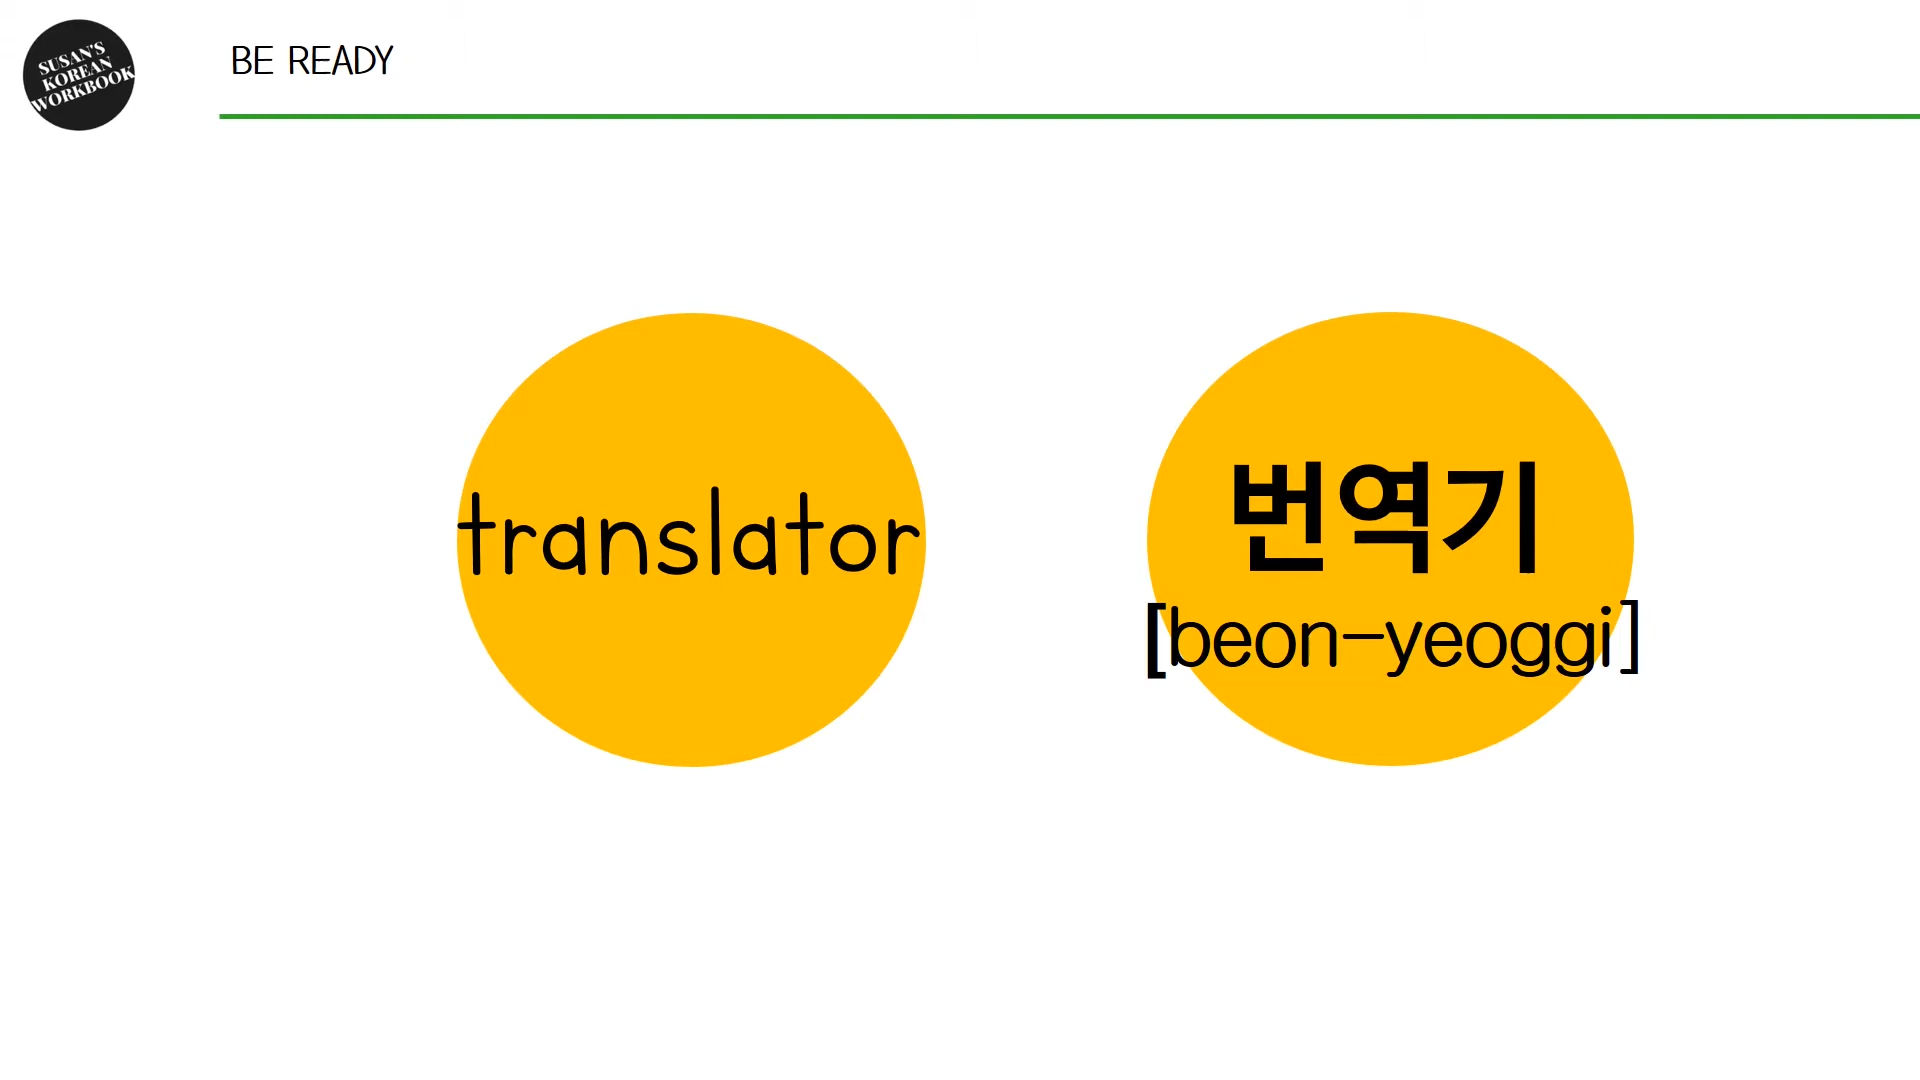 SUSAN'S
KOREAN
WORKBOOK
BE READY
translator
번역기
[beon-yeoggi]